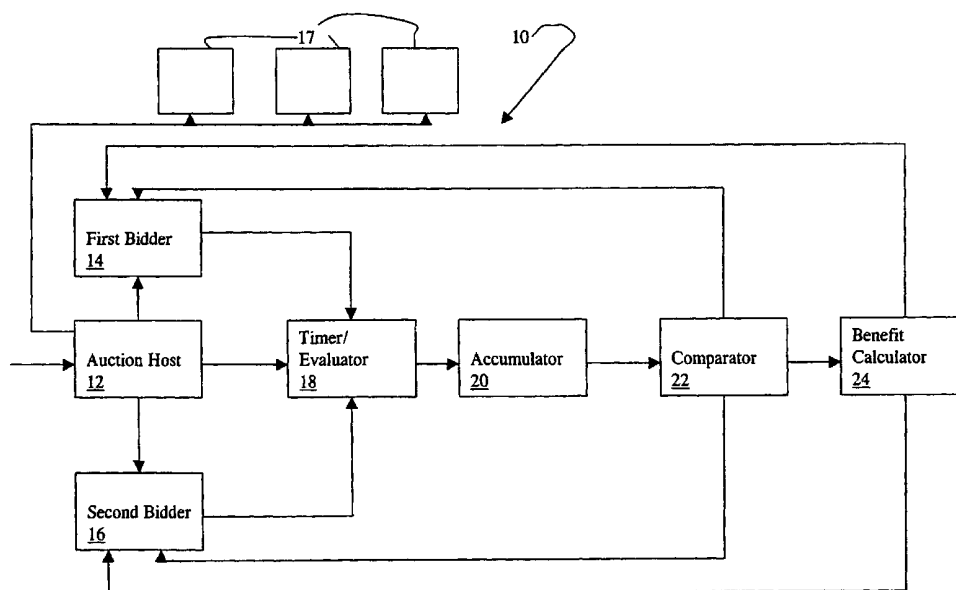 17
10
First Bidder
14
Auction Host
12
Timer/
Evaluator
18
Accumulator
20
Comparator
22
Benefit
Calculator
24
Second Bidder
16